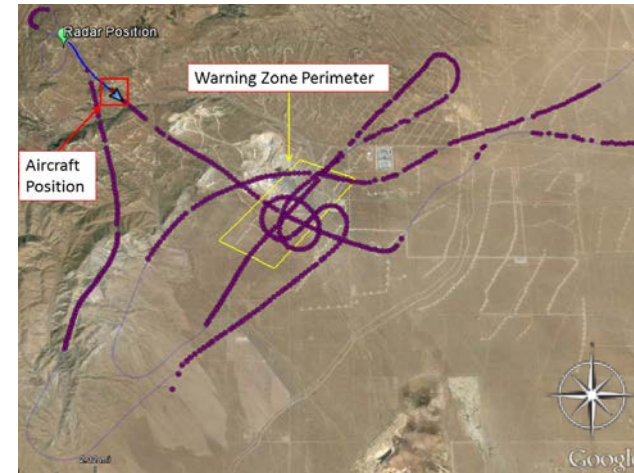 Radar Position
Warning Zone Perimeter
Aircraft
Position
Google